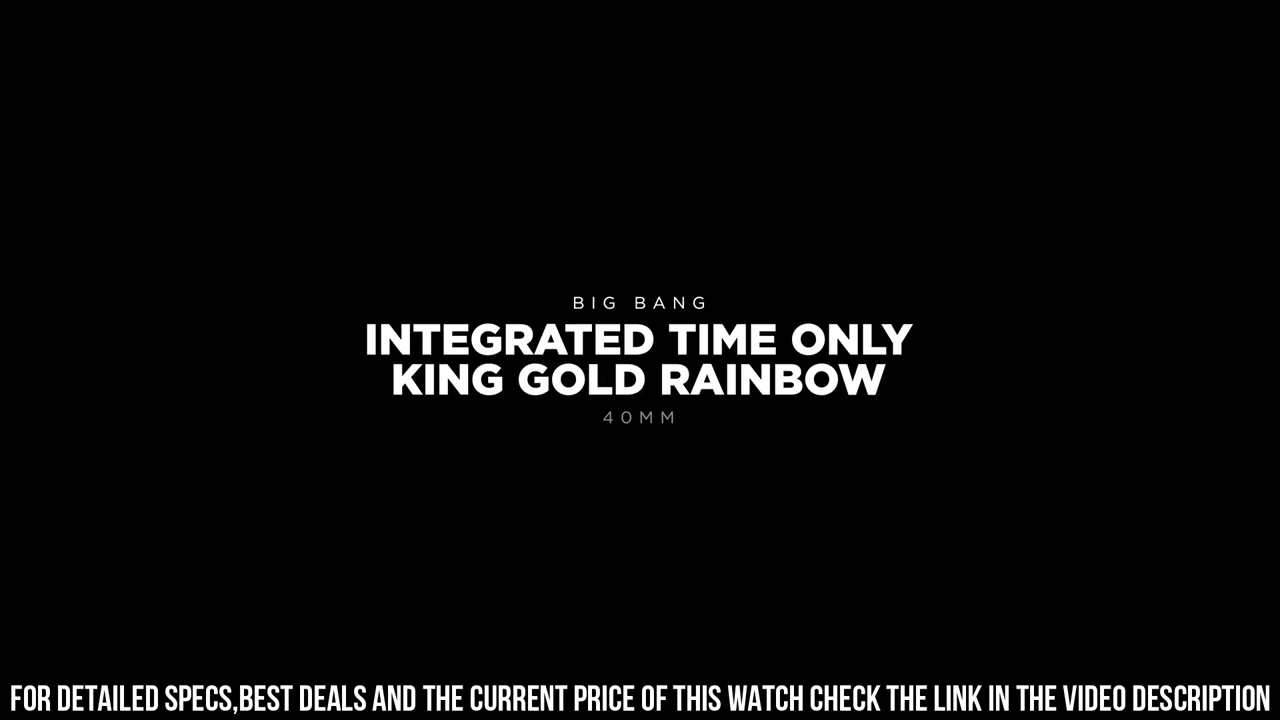 BIG BANG
INTEGRATED TIME ONLY
KING GOLD RAINBOW
40MM
FOR DETAILED SPECS,BEST DEALS AND THE CURRENT PRICE OF THIS WATCH CHECK THE LINK IN THE VIDEO DESCRIPTION